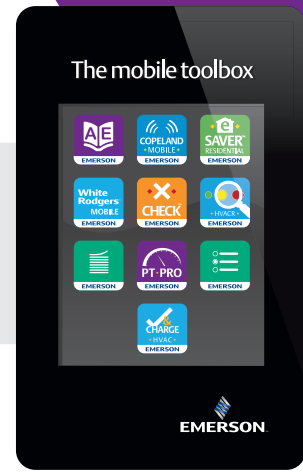 The mobile toolbox
AE
EMERSON
COPELAND
•MOBILE•
EMERSON
e
SAVER™
RESIDENTIAL
EMERSON
White
Rodgers
MOBILE
EMERSON
•X•
CHECK
EMERSON
•HVACR•
EMERSON
EMERSON
PT·PRO
EMERSON
EMERSON
&
CHARGE
•HVAC•
EMERSON
EMERSON